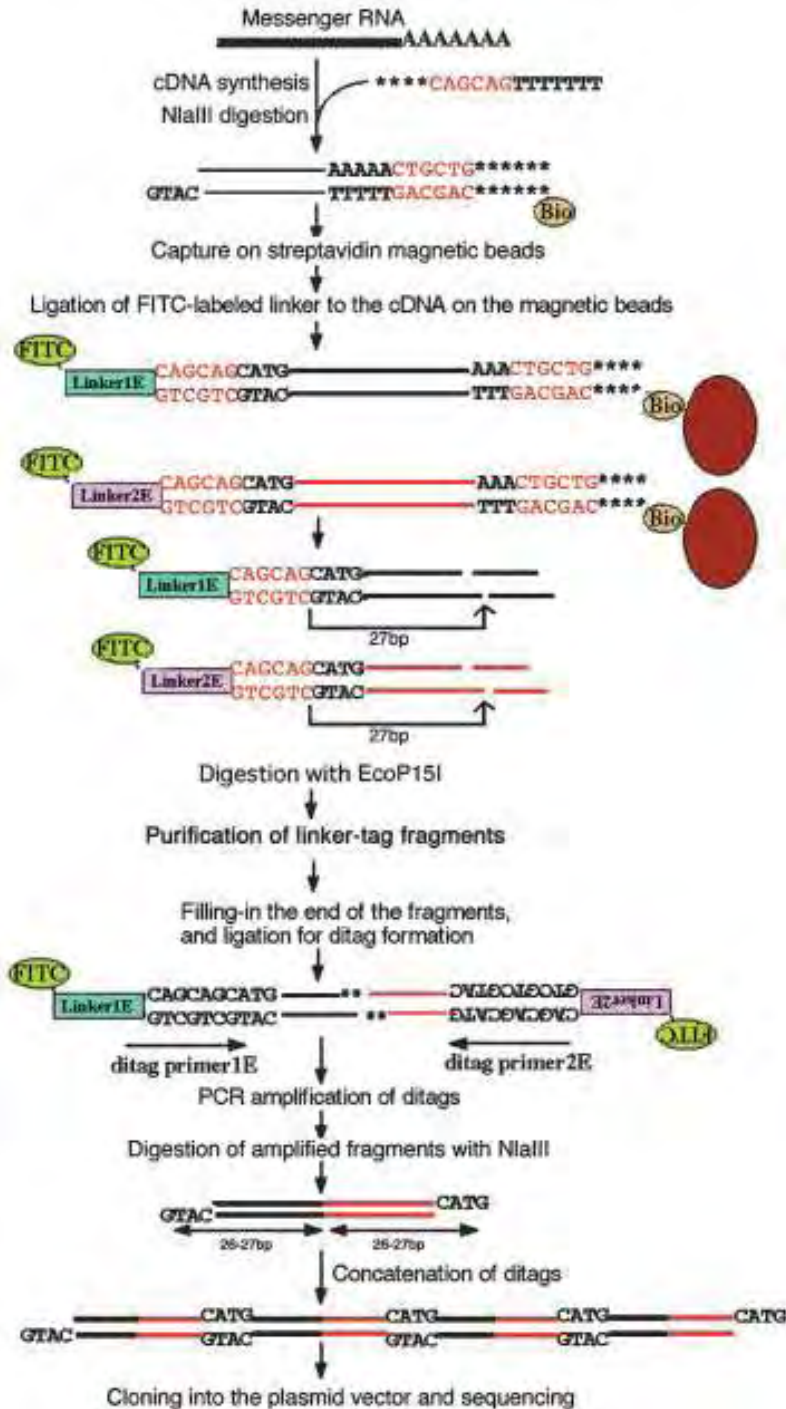 Messenger RNA
AAAAAAA
cDNA synthesis
****CAGCAGTTTTTTT
NlaIII digestion
AAAAACTGCTG******
GTAC TTTTTGACGAC******
Bio
Capture on streptavidin magnetic beads
Ligation of FITC-labeled linker to the cDNA on the magnetic beads
FITC
Linker1E CAGCAGCATG AAACTGCTG****
GTCGTCGTAC TTTGACGAC****
Bio
FITC
Linker2E CAGCAGCATG AAACTGCTG****
GTCGTCGTAC TTTGACGAC****
Bio
FITC
Linker1E CAGCAGCATG
GTCGTCGTAC
27bp
FITC
Linker2E CAGCAGCATG
GTCGTCGTAC
27bp
Digestion with EcoP15I
Purification of linker-tag fragments
Filling-in the end of the fragments,
and ligation for ditag formation
FITC
Linker1E CAGCAGCATG ** GTCGTCGTAC Linker2E
GTCGTCGTAC ** CAGCAGCATG
FITC
ditag primer1E ditag primer2E
PCR amplification of ditags
Digestion of amplified fragments with NlaIII
CATG
GTAC
26-27bp 26-27bp
Concatenation of ditags
CATG CATG CATG CATG
GTAC GTAC GTAC GTAC
Cloning into the plasmid vector and sequencing